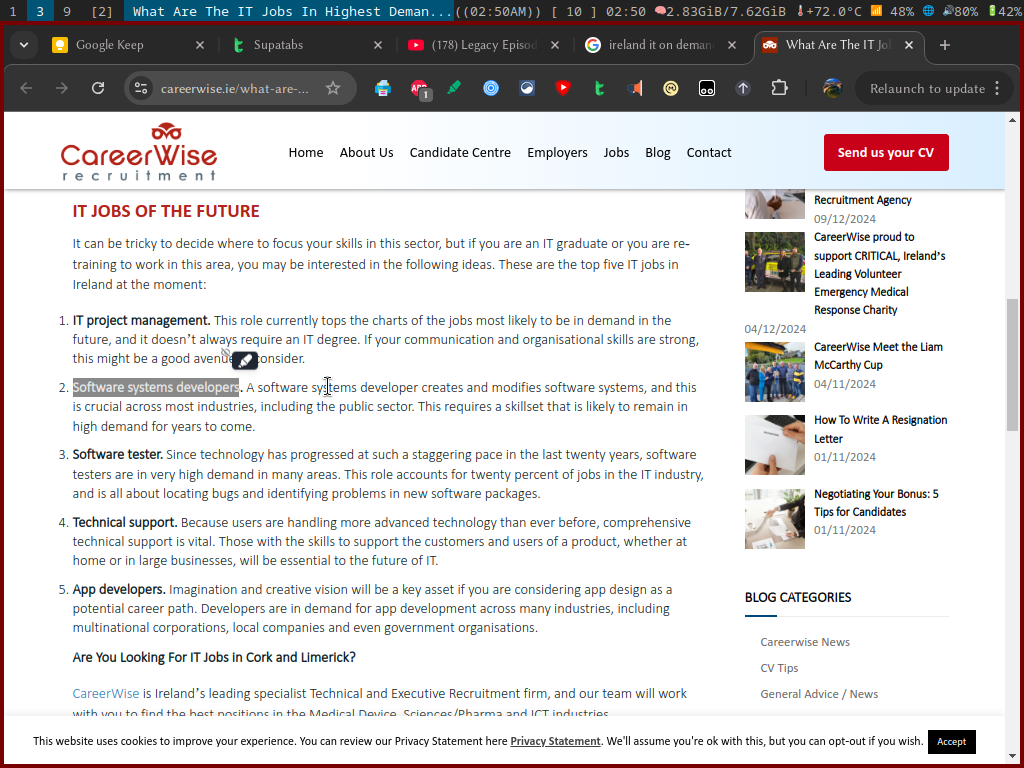 1 3 9 [2] What Are The IT Jobs In Highest Deman...((02:50AM)) [ 10 ] 02:50 2.83GiB/7.62GiB +72.0°C 48% 80% 42%
Google Keep
Supatabs
(178) Legacy Episod
ireland it on deman
What Are The IT Jo
careerwise.ie/what-are-...
ABP
1
Relaunch to update
CAREERWISE
recruitment
Home About Us Candidate Centre Employers Jobs Blog Contact
Send us your CV
IT JOBS OF THE FUTURE
It can be tricky to decide where to focus your skills in this sector, but if you are an IT graduate or you are re-
training to work in this area, you may be interested in the following ideas. These are the top five IT jobs in
Ireland at the moment:
1. IT project management. This role currently tops the charts of the jobs most likely to be in demand in the
future, and it doesn't always require an IT degree. If your communication and organisational skills are strong,
this might be a good avenue consider.
2. Software systems developers. A software systems developer creates and modifies software systems, and this
is crucial across most industries, including the public sector. This requires a skillset that is likely to remain in
high demand for years to come.
3. Software tester. Since technology has progressed at such a staggering pace in the last twenty years, software
testers are in very high demand in many areas. This role accounts for twenty percent of jobs in the IT industry,
and is all about locating bugs and identifying problems in new software packages.
4. Technical support. Because users are handling more advanced technology than ever before, comprehensive
technical support is vital. Those with the skills to support the customers and users of a product, whether at
home or in large businesses, will be essential to the future of IT.
5. App developers. Imagination and creative vision will be a key asset if you are considering app design as a
potential career path. Developers are in demand for app development across many industries, including
multinational corporations, local companies and even government organisations.
Are You Looking For IT Jobs in Cork and Limerick?
CareerWise is Ireland's leading specialist Technical and Executive Recruitment firm, and our team will work
with you to find the best positions in the Medical Device, Sciences/Pharma and ICT industries.
Recruitment Agency
09/12/2024
CareerWise proud to
support CRITICAL, Ireland's
Leading Volunteer
Emergency Medical
Response Charity
04/12/2024
CareerWise Meet the Liam
McCarthy Cup
04/11/2024
How To Write A Resignation
Letter
01/11/2024
Negotiating Your Bonus: 5
Tips for Candidates
01/11/2024
BLOG CATEGORIES
Careerwise News
CV Tips
General Advice / News
This website uses cookies to improve your experience. You can review our Privacy Statement here Privacy Statement. We'll assume you're ok with this, but you can opt-out if you wish.
Accept